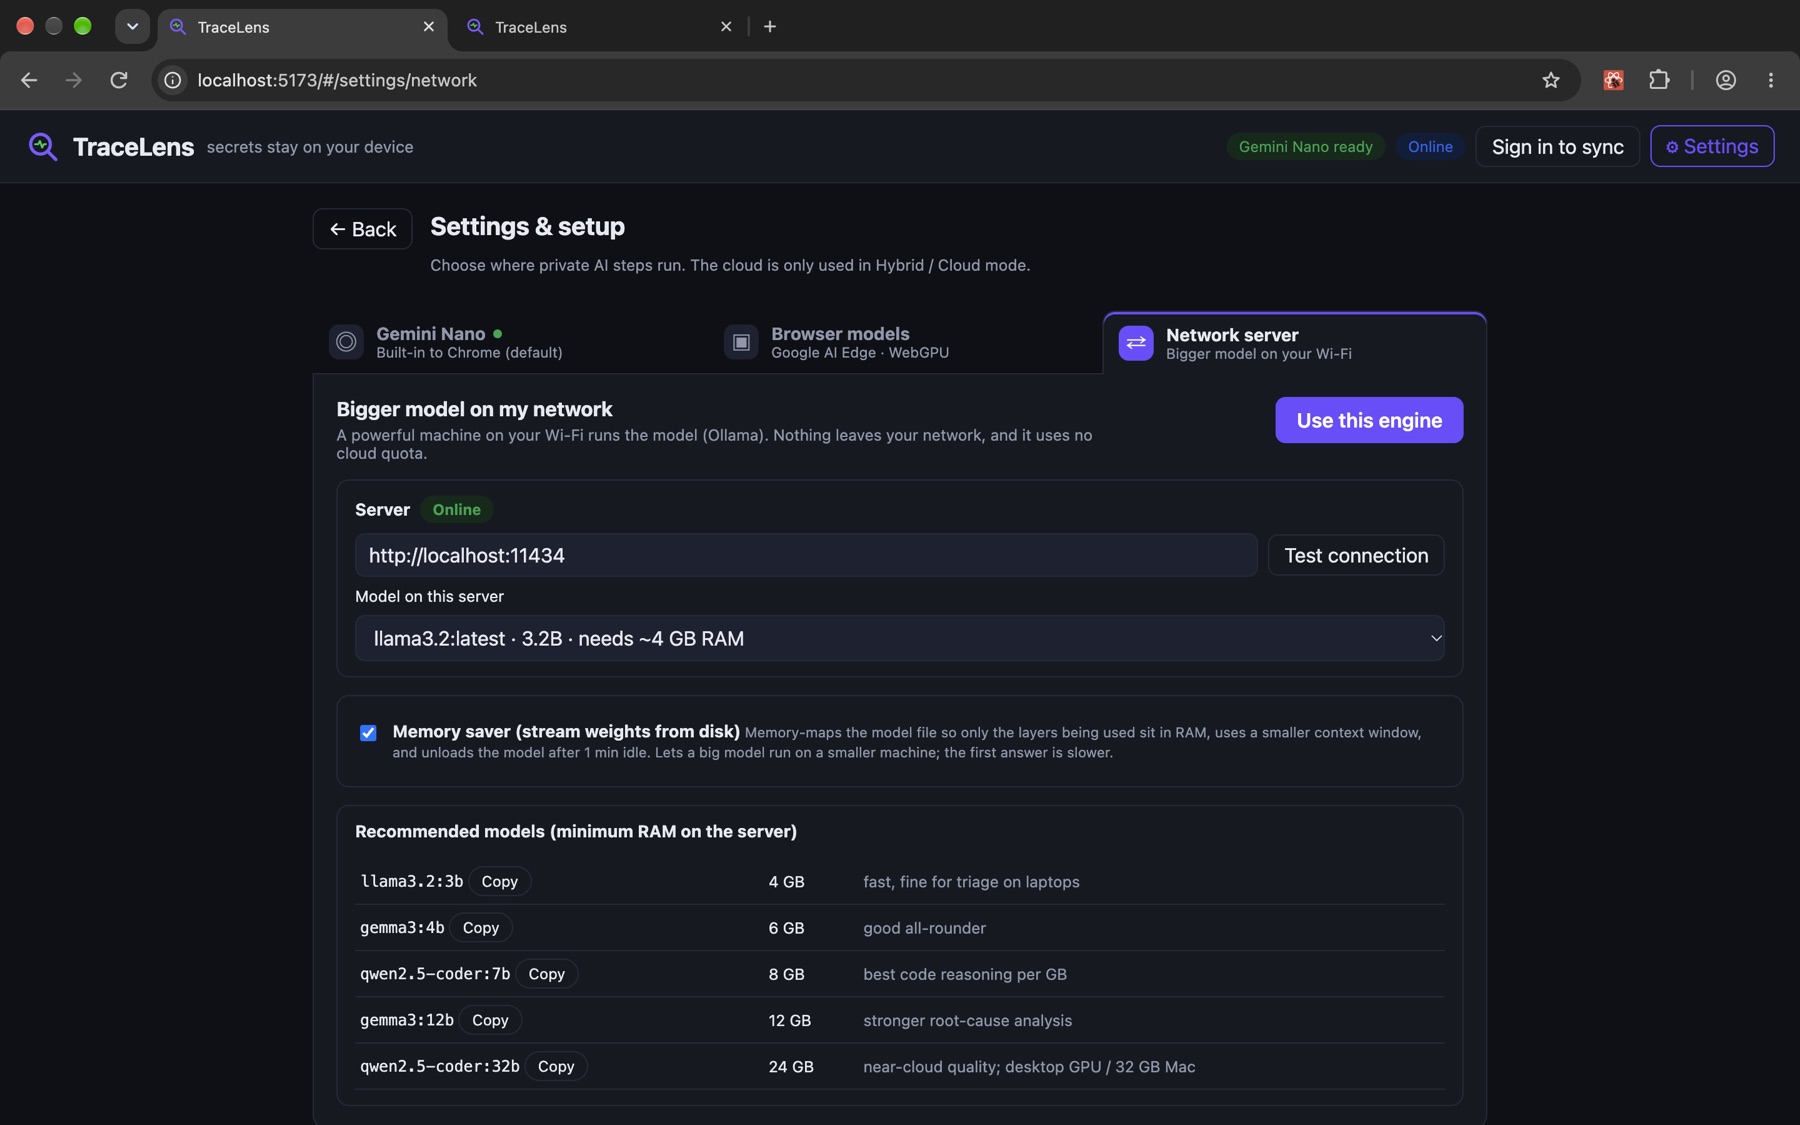 TraceLens
TraceLens
localhost:5173/#/settings/network
TraceLens secrets stay on your device
Gemini Nano ready Online Sign in to sync ⚙ Settings
← Back Settings & setup
Choose where private AI steps run. The cloud is only used in Hybrid / Cloud mode.
Gemini Nano
Built-in to Chrome (default)
Browser models
Google AI Edge · WebGPU
Network server
Bigger model on your Wi-Fi
Bigger model on my network
A powerful machine on your Wi-Fi runs the model (Ollama). Nothing leaves your network, and it uses no
cloud quota.
Use this engine
Server Online
http://localhost:11434 Test connection
Model on this server
llama3.2:latest · 3.2B · needs ~4 GB RAM
Memory saver (stream weights from disk) Memory-maps the model file so only the layers being used sit in RAM, uses a smaller context window,
and unloads the model after 1 min idle. Lets a big model run on a smaller machine; the first answer is slower.
Recommended models (minimum RAM on the server)
llama3.2:3b Copy 4 GB fast, fine for triage on laptops
gemma3:4b Copy 6 GB good all-rounder
qwen2.5-coder:7b Copy 8 GB best code reasoning per GB
gemma3:12b Copy 12 GB stronger root-cause analysis
qwen2.5-coder:32b Copy 24 GB near-cloud quality; desktop GPU / 32 GB Mac